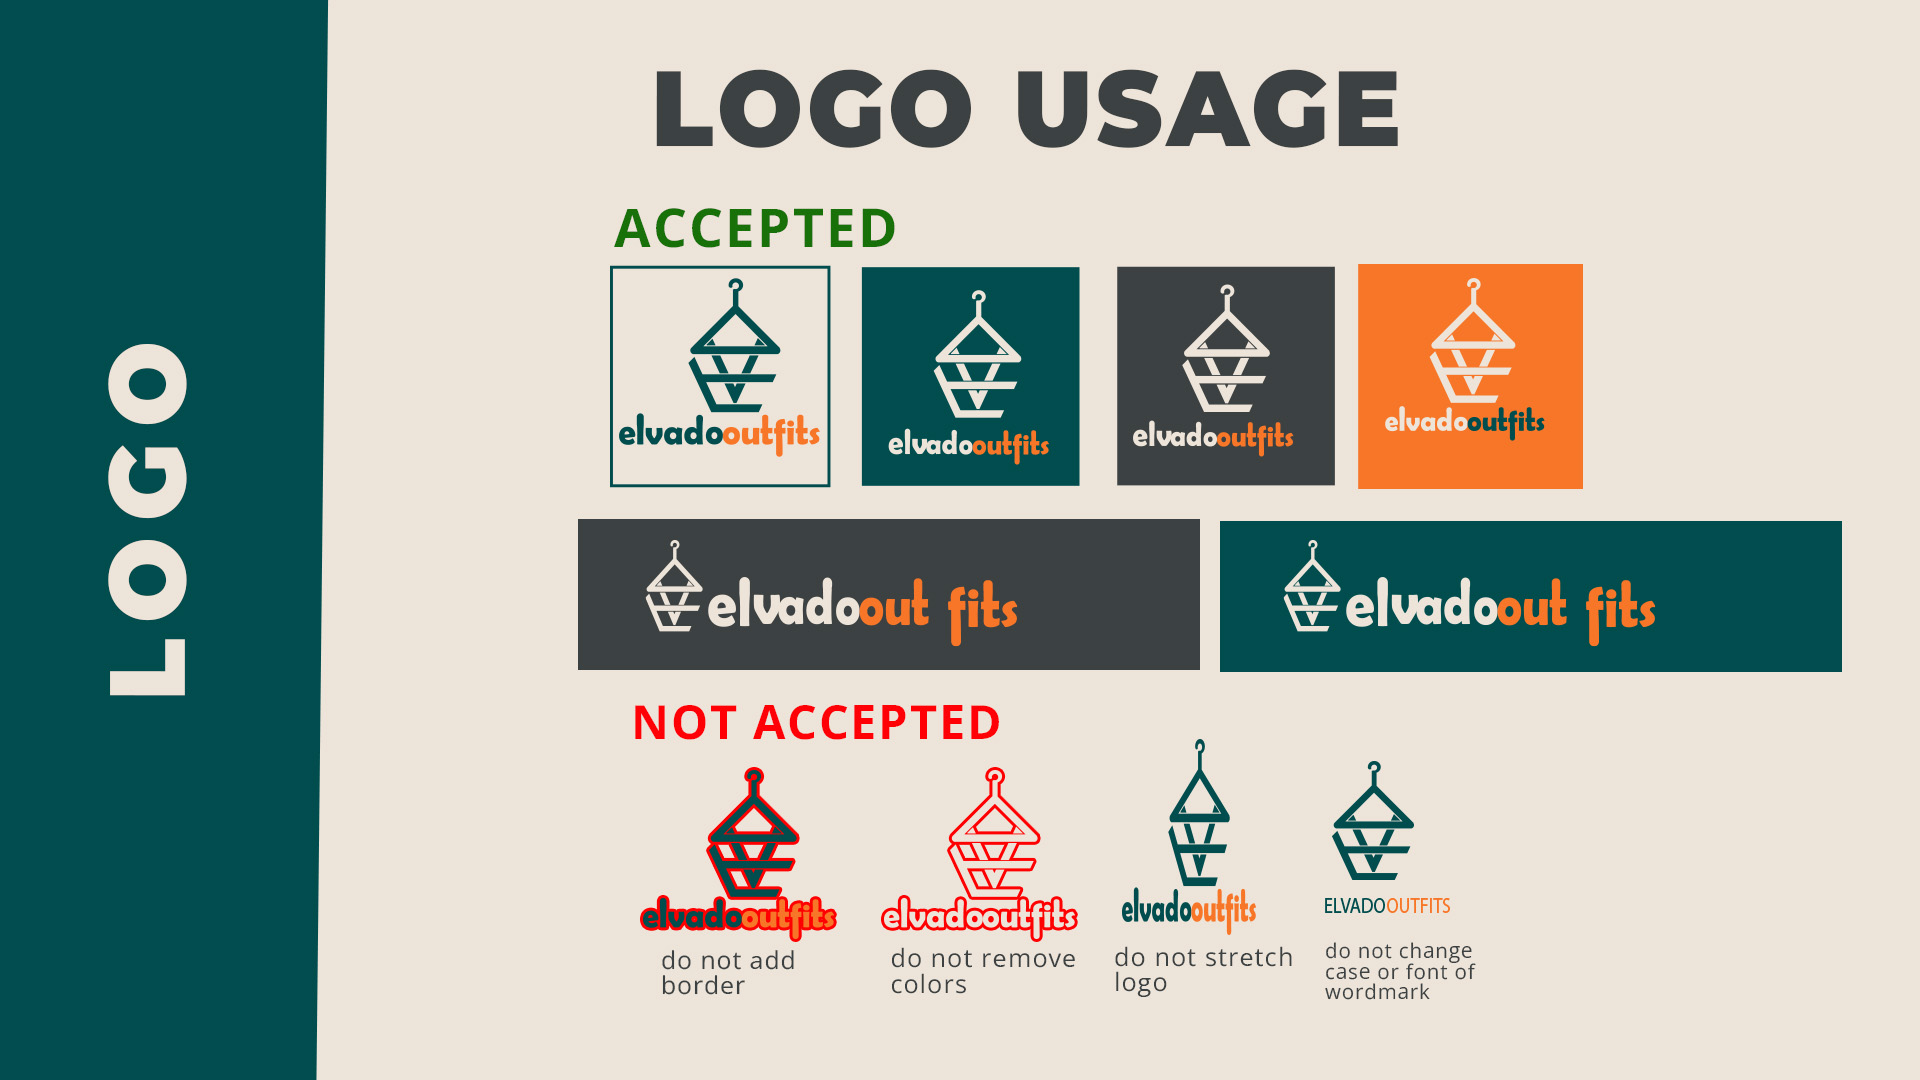 LOGO
LOGO USAGE
ACCEPTED
elvadooutfits
elvadooutfits
elvadooutfits
elvadooutfits
elvadoout fits
elvadoout fits
NOT ACCEPTED
elvadooutfits
do not add
border
elvadooutfits
do not remove
colors
elvadooutfits
do not stretch
logo
ELVADOOUTFITS
do not change
case or font of
wordmark